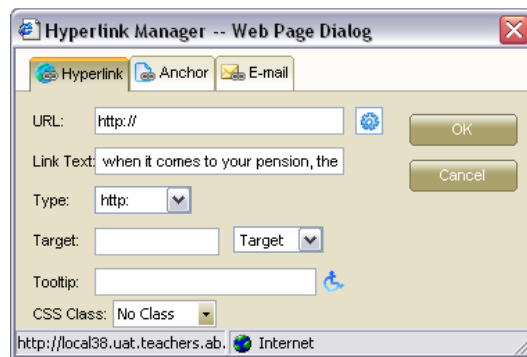 Hyperlink Manager -- Web Page Dialog
Hyperlink Anchor E-mail
URL: http://
OK
Link Text: when it comes to your pension, the
Cancel
Type: http:
Target: Target
Tooltip:
CSS Class: No Class
http://local38.uat.teachers.ab. Internet